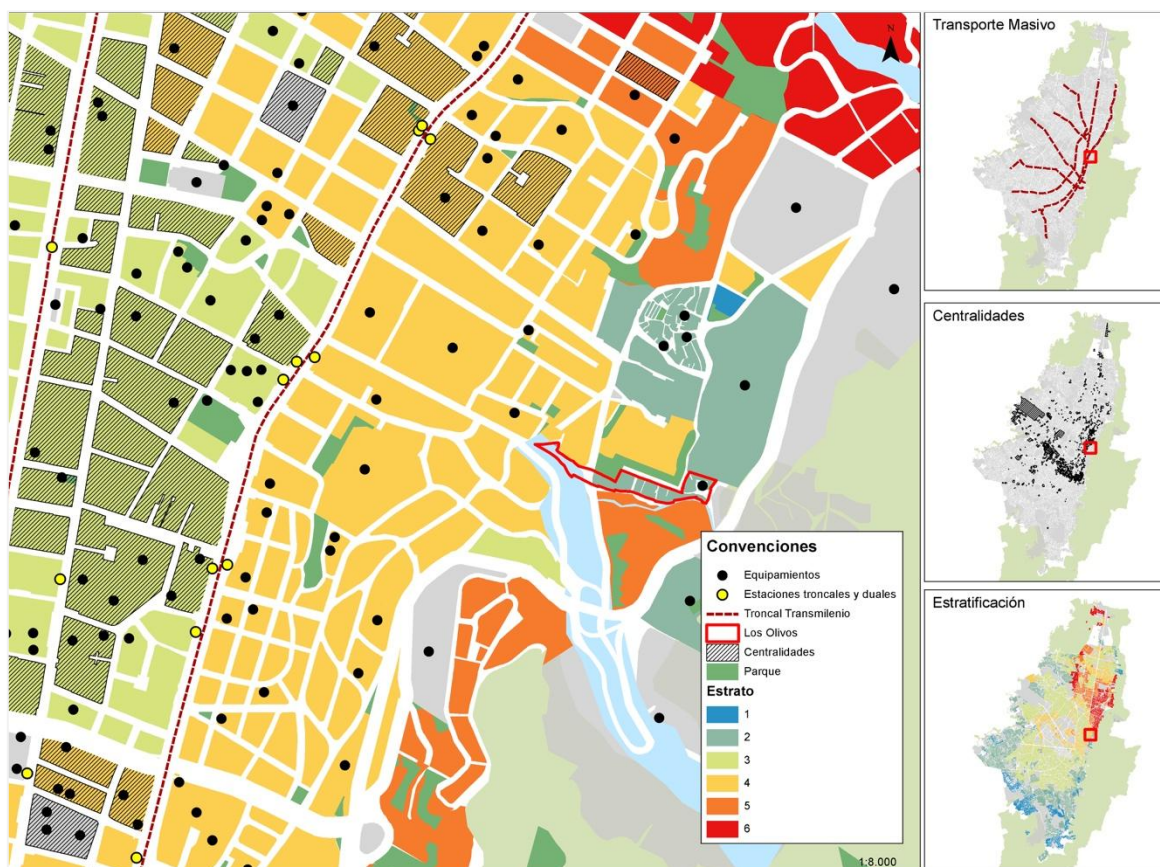 N
Transporte Masivo
Centralidades
Estratificación
Convenciones
Equipamientos
Estaciones troncales y duales
Troncal Transmilenio
Los Olivos
Centralidades
Parque
Estrato
1
2
3
4
5
6
1:8.000